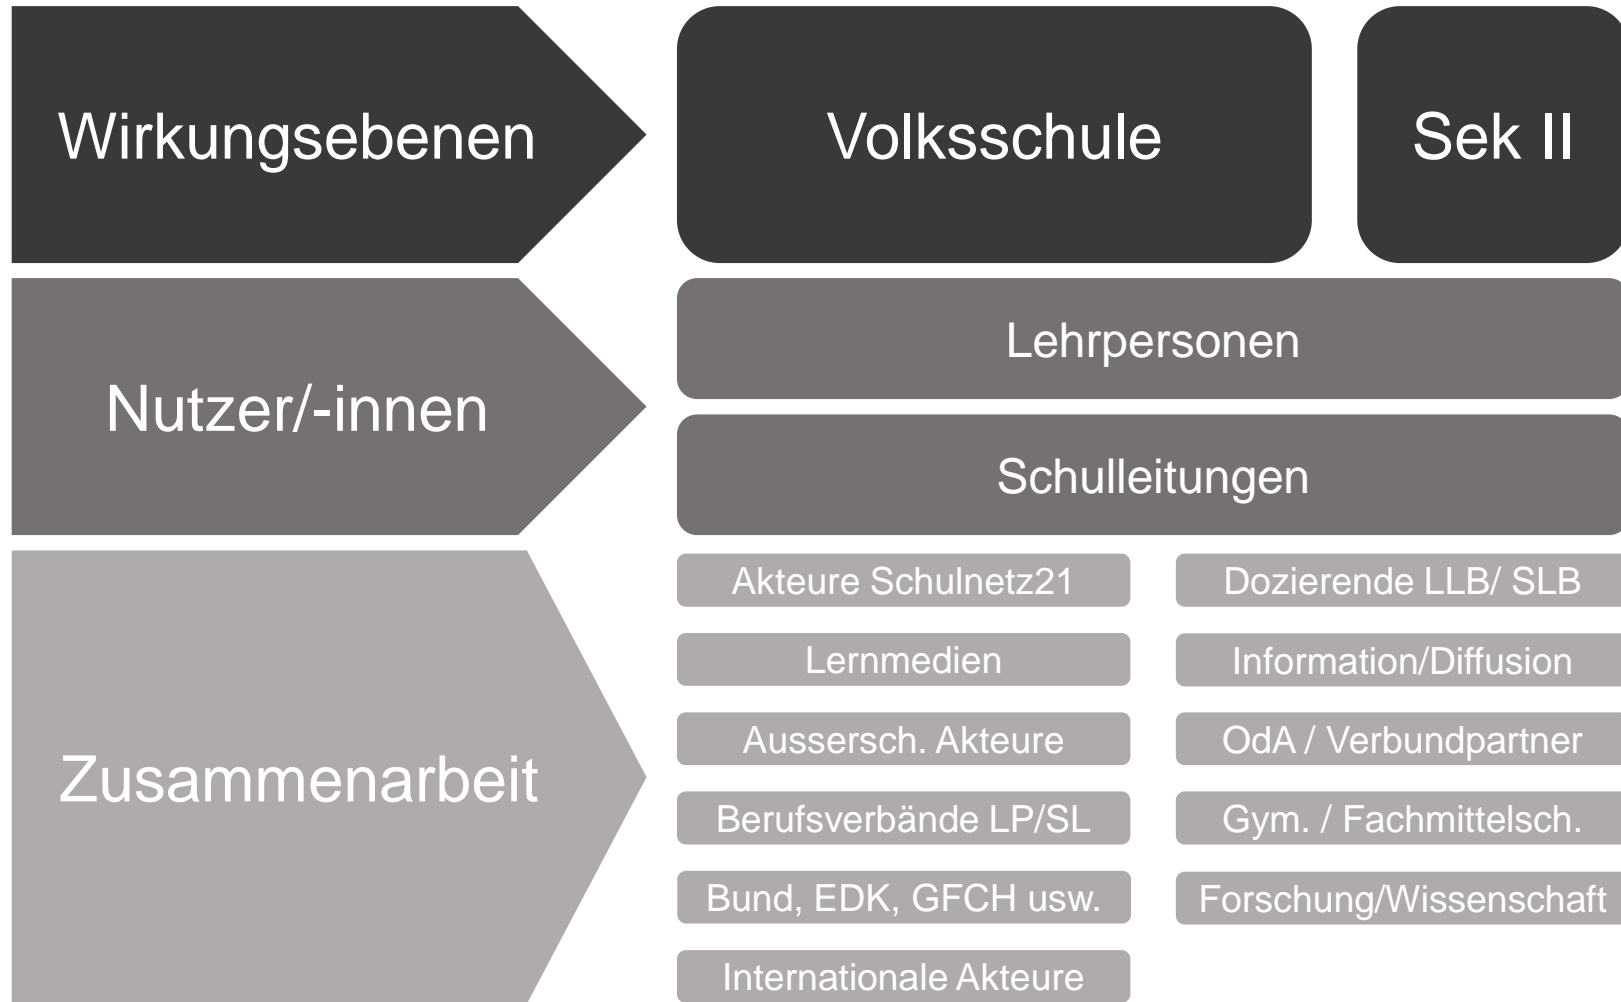 Wirkungsebenen
Volksschule
Sek II
Nutzer/-innen
Lehrpersonen
Schulleitungen
Zusammenarbeit
Akteure Schulnetz21
Dozierende LLB/ SLB
Lernmedien
Information/Diffusion
Aussersch. Akteure
OdA / Verbundpartner
Berufsverbände LP/SL
Gym. / Fachmittelsch.
Bund, EDK, GFCH usw.
Forschung/Wissenschaft
Internationale Akteure